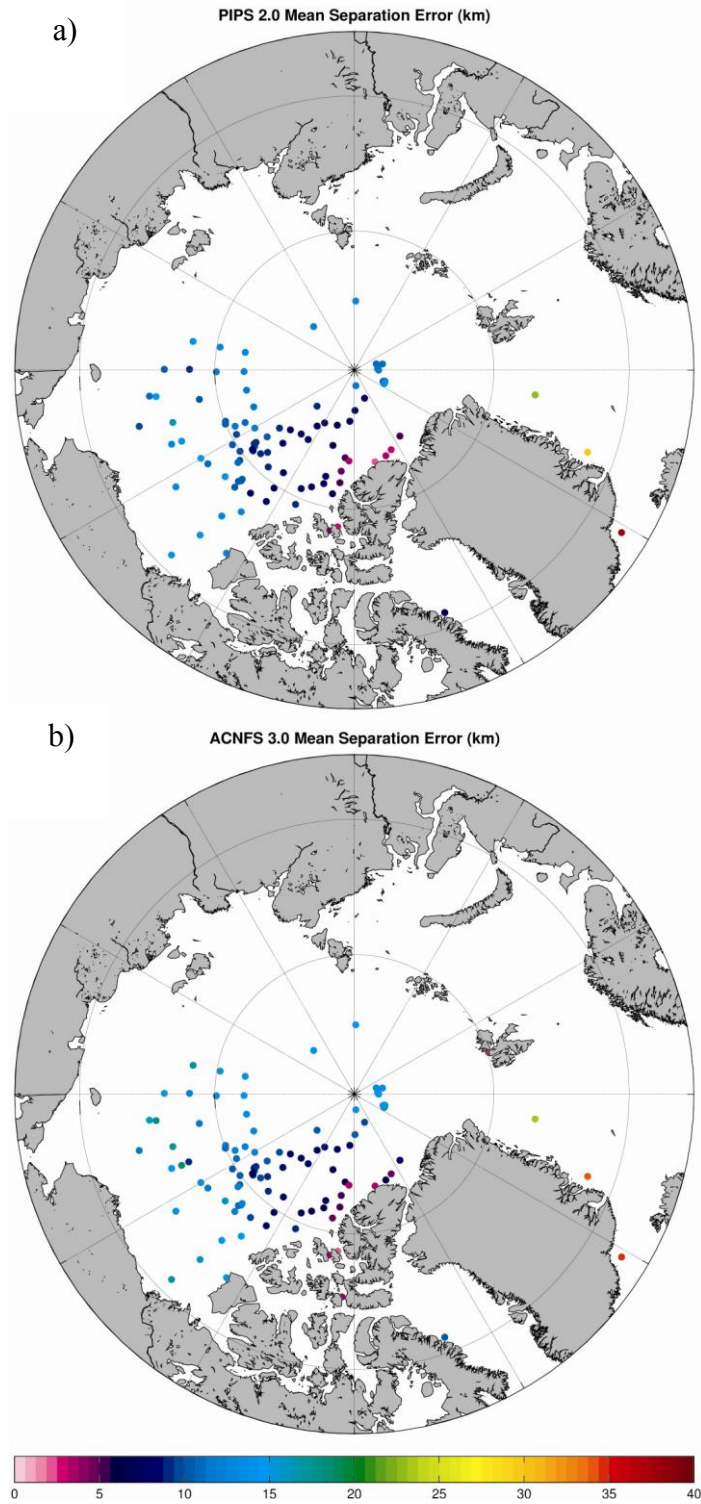 PIPS 2.0 Mean Separation Error (km)
a)
b)
ACNFS 3.0 Mean Separation Error (km)
0 5 10 15 20 25 30 35 40